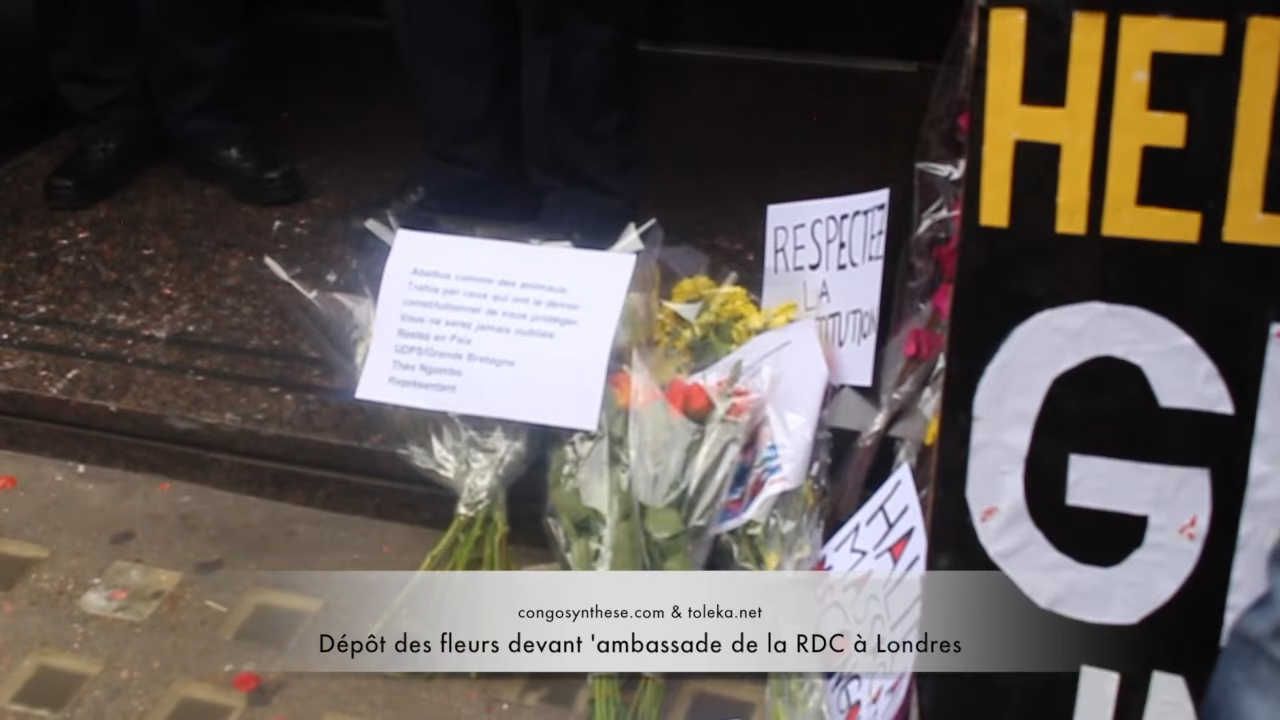 HEL
G
RESPECTEZ
LA
Abattus comme des animaux.
Trahis par ceux qui ont le devoir
constitutionnel de vous protéger.
Vous ne serez jamais oubliés.
Restez en Paix
UDPS/Grande Bretagne
Théo Ngombo
Représentant
congosynthese.com & toleka.net
Dépôt des fleurs devant 'ambassade de la RDC à Londres